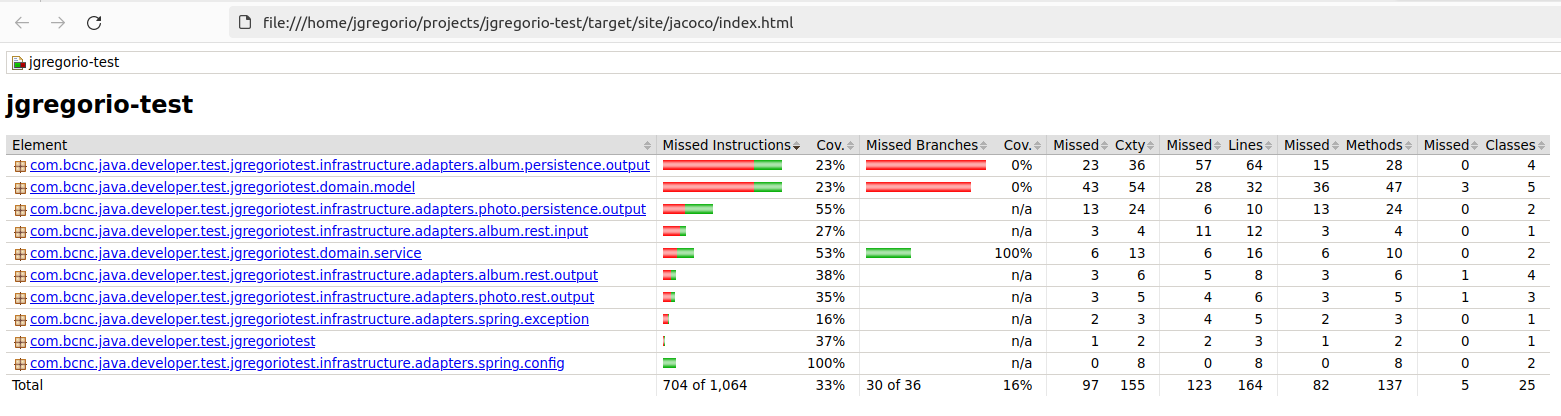 file:///home/jgregorio/projects/jgregorio-test/target/site/jacoco/index.html
jgregorio-test
jgregorio-test
Element Missed Instructions Cov. Missed Branches Cov. Missed Cxty Missed Lines Missed Methods Missed Classes
com.bcnc.java.developer.test.jgregoriotest.infrastructure.adapters.album.persistence.output 23% 0% 23 36 57 64 15 28 0 4
com.bcnc.java.developer.test.jgregoriotest.domain.model 23% 0% 43 54 28 32 36 47 3 5
com.bcnc.java.developer.test.jgregoriotest.infrastructure.adapters.photo.persistence.output 55% n/a 13 24 6 10 13 24 0 2
com.bcnc.java.developer.test.jgregoriotest.infrastructure.adapters.album.rest.input 27% n/a 3 4 11 12 3 4 0 1
com.bcnc.java.developer.test.jgregoriotest.domain.service 53% 100% 6 13 6 16 6 10 0 2
com.bcnc.java.developer.test.jgregoriotest.infrastructure.adapters.album.rest.output 38% n/a 3 6 5 8 3 6 1 4
com.bcnc.java.developer.test.jgregoriotest.infrastructure.adapters.photo.rest.output 35% n/a 3 5 4 6 3 5 1 3
com.bcnc.java.developer.test.jgregoriotest.infrastructure.adapters.spring.exception 16% n/a 2 3 4 5 2 3 0 1
com.bcnc.java.developer.test.jgregoriotest 37% n/a 1 2 2 3 1 2 0 1
com.bcnc.java.developer.test.jgregoriotest.infrastructure.adapters.spring.config 100% n/a 0 8 0 8 0 8 0 2
Total 704 of 1,064 33% 30 of 36 16% 97 155 123 164 82 137 5 25